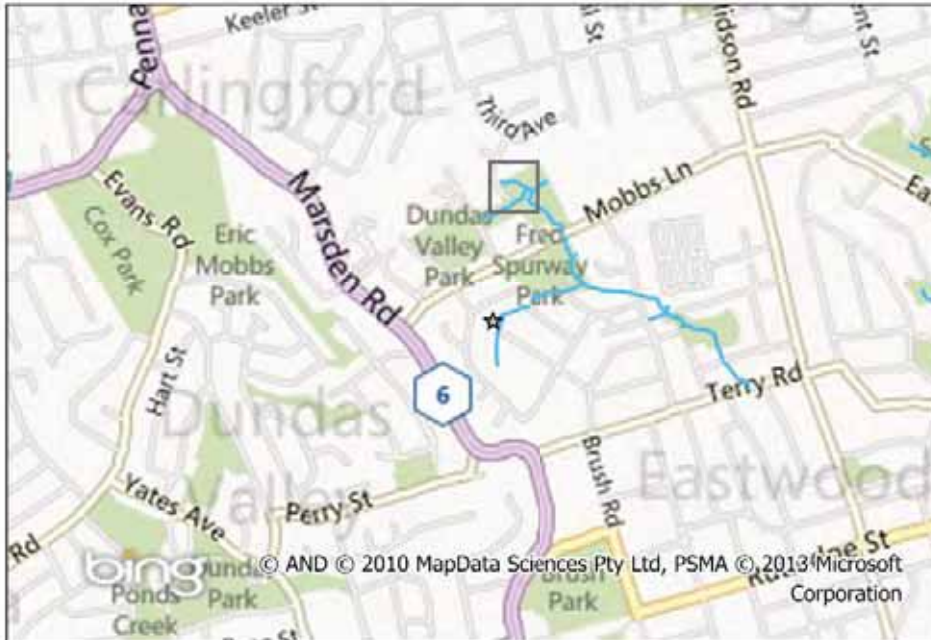 Keeler St
Carlingford
Third Ave
Mobbs Ln
Evans Rd
Cox Park
Eric
Mobbs
Park
Marsden Rd
Dundas
Valley
Park
Fred
Spurway
Park
Hart St
6
Terry Rd
Dundas
Valley
Brush Rd
Eastwood
Yates Ave
Perry St
Rd
bing
© AND © 2010 MapData Sciences Pty Ltd, PSMA © 2013 Microsoft
Corporation
Park
Ponds
Creek
Brush
Park
St